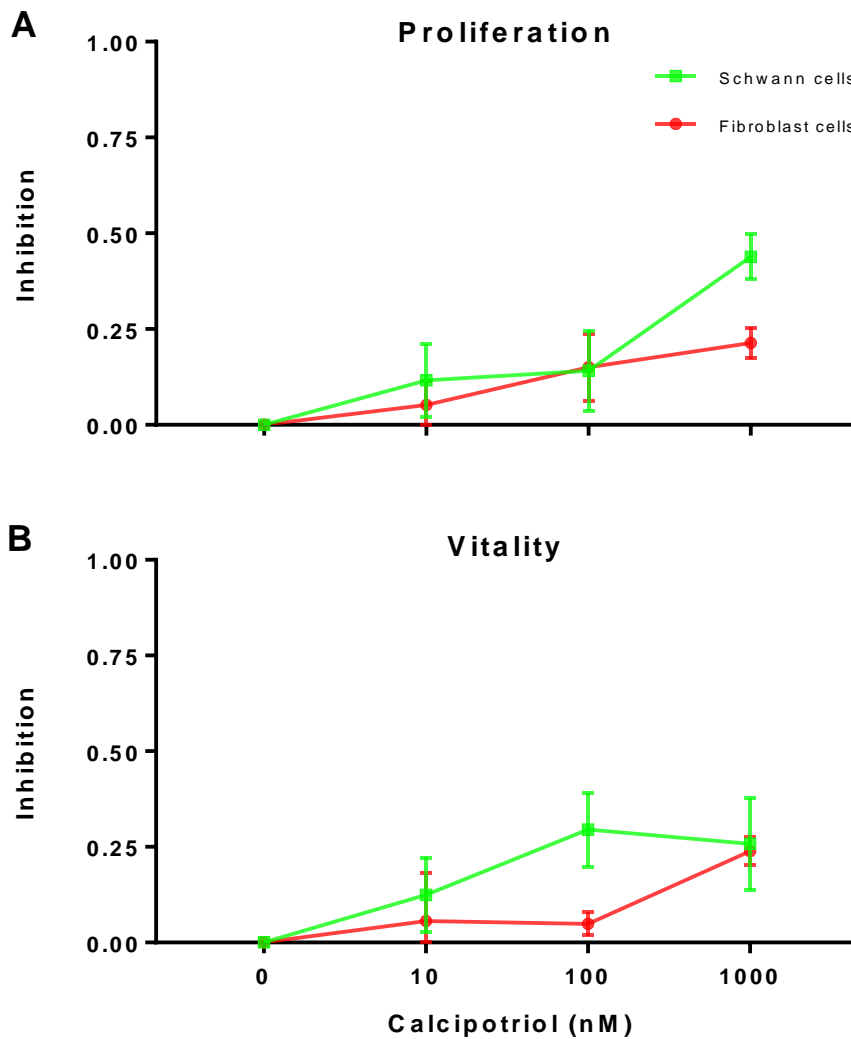 A
Proliferation
1.00
0.75
0.50
0.25
0.00
Inhibition
Schwann cells
Fibroblast cells
B
Vitality
1.00
0.75
0.50
0.25
0.00
Inhibition
0 10 100 1000
Calcipotriol (nM)